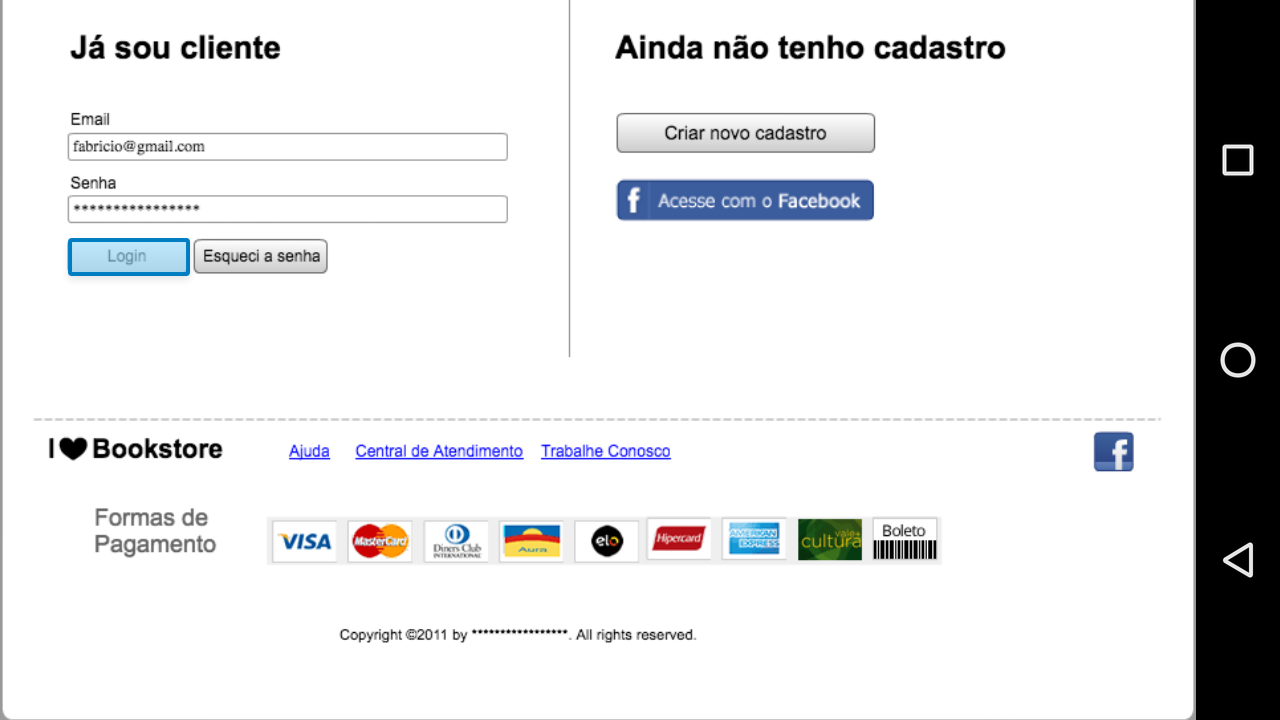 Já sou cliente
Ainda não tenho cadastro
Email
fabricio@gmail.com
Senha
****************
Login
Esqueci a senha
Criar novo cadastro
f Acesse com o Facebook
I Bookstore
Ajuda
Central de Atendimento
Trabalhe Conosco
f
Formas de
Pagamento
VISA
MasterCard
Diners Club
INTERNATIONAL
Aura
elo
Hipercard
AMERICAN
EXPRESS
vale
cultura
Boleto
Copyright ©2011 by *****************. All rights reserved.